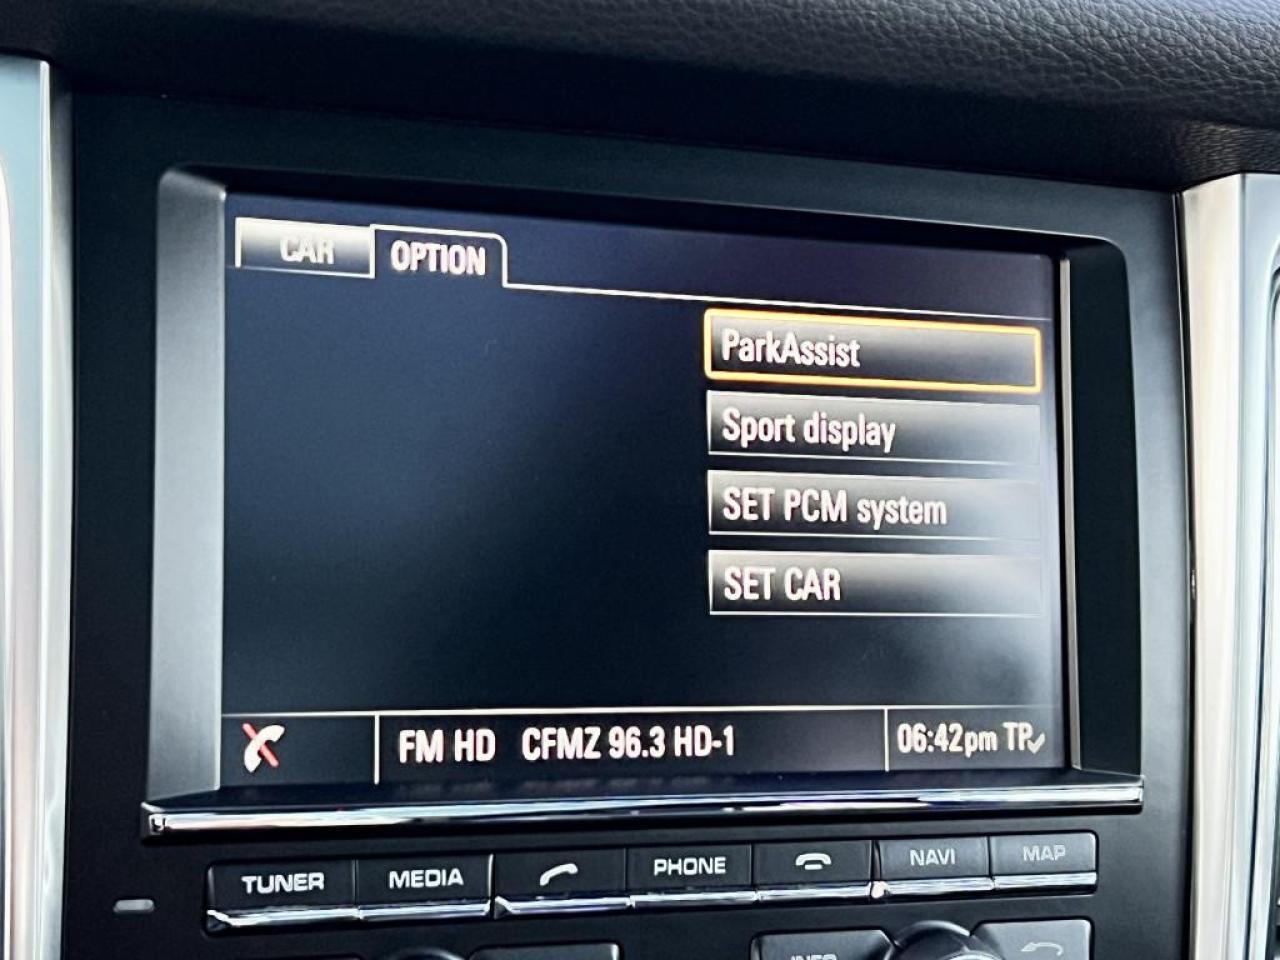 CAR OPTION
ParkAssist
Sport display
SET PCM system
SET CAR
FM HD CFMZ 96.3 HD-1 06:42pm TP
TUNER MEDIA PHONE NAVI MAP
INFO